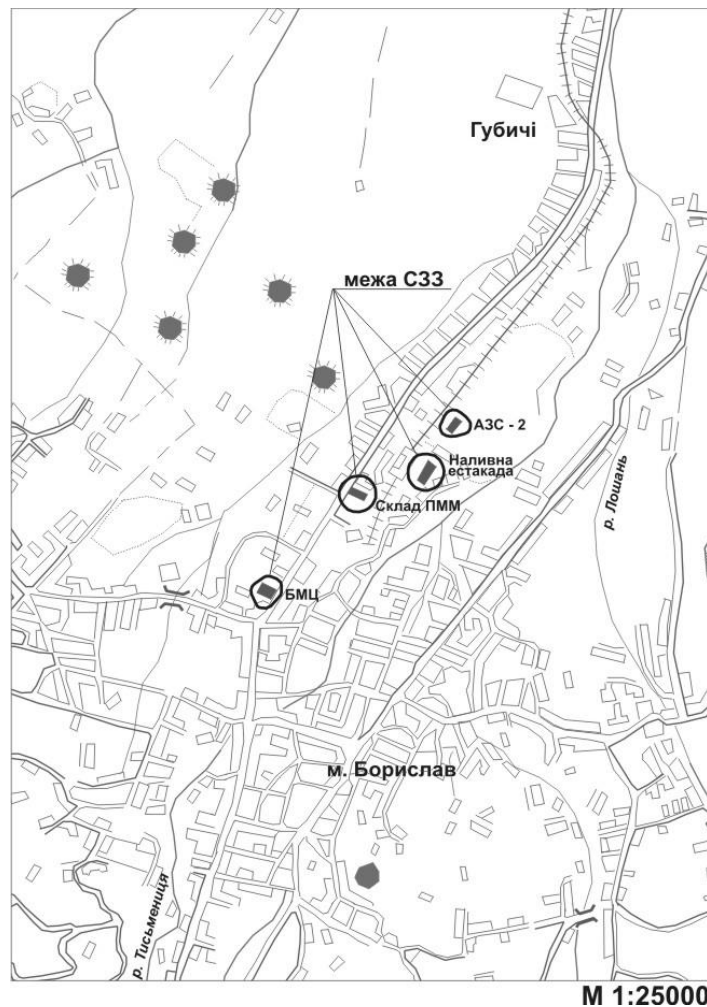 Губичі
межа СЗЗ
АЗС - 2
Наливна
естакада
Склад ПММ
р. Лошань
БМЦ
м. Борислав
р. Тисьмениця
М 1:25000